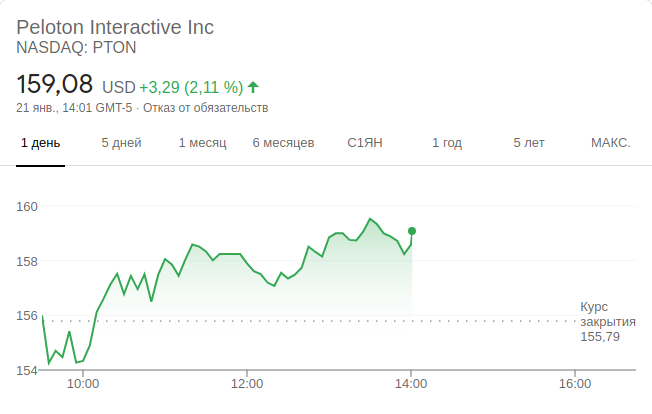 Peloton Interactive Inc
NASDAQ: PTON
159,08 USD +3,29 (2,11 %)
21 янв., 14:01 GMT-5 · Отказ от обязательств
1 день 5 дней 1 месяц 6 месяцев С1ЯН 1 год 5 лет МАКС.
160
158
156
154
Курс
закрытия
155,79
10:00 12:00 14:00 16:00